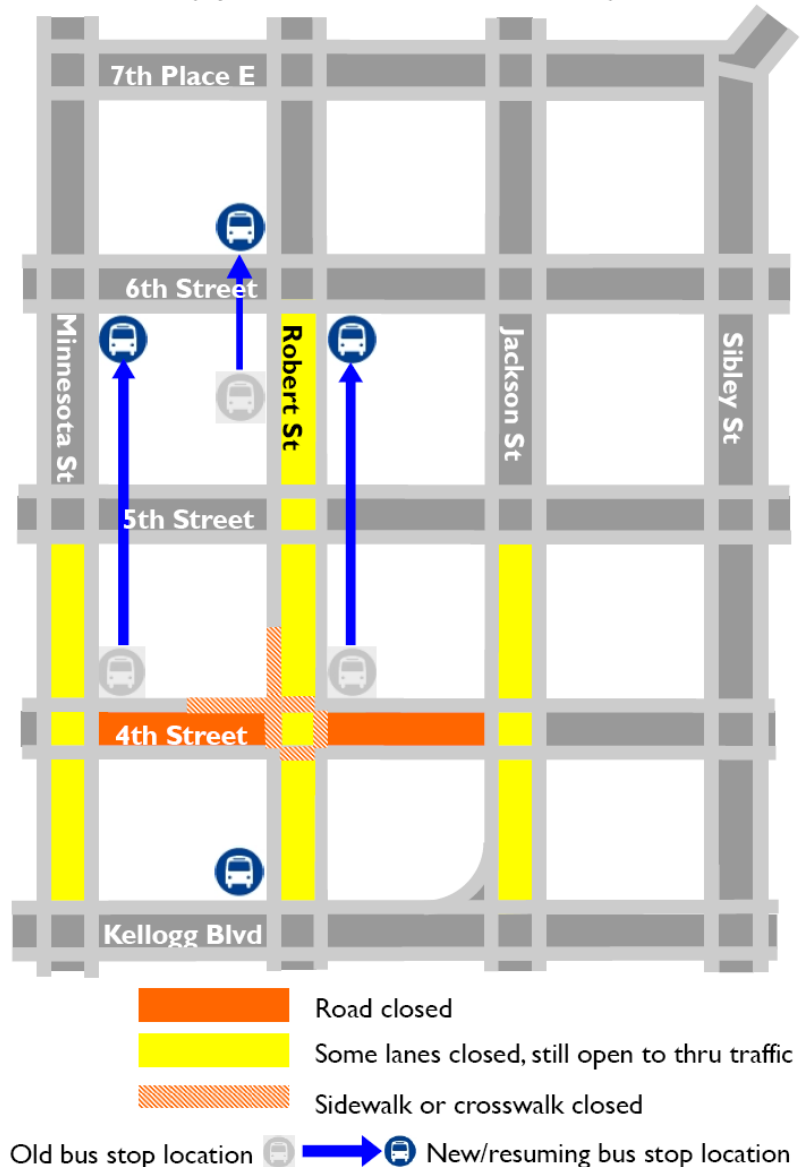 7th Place E
6th Street
Minnesota St
Robert St
Jackson St
Sibley St
5th Street
4th Street
Kellogg Blvd
Road closed
Some lanes closed, still open to thru traffic
Sidewalk or crosswalk closed
Old bus stop location
New/resuming bus stop location